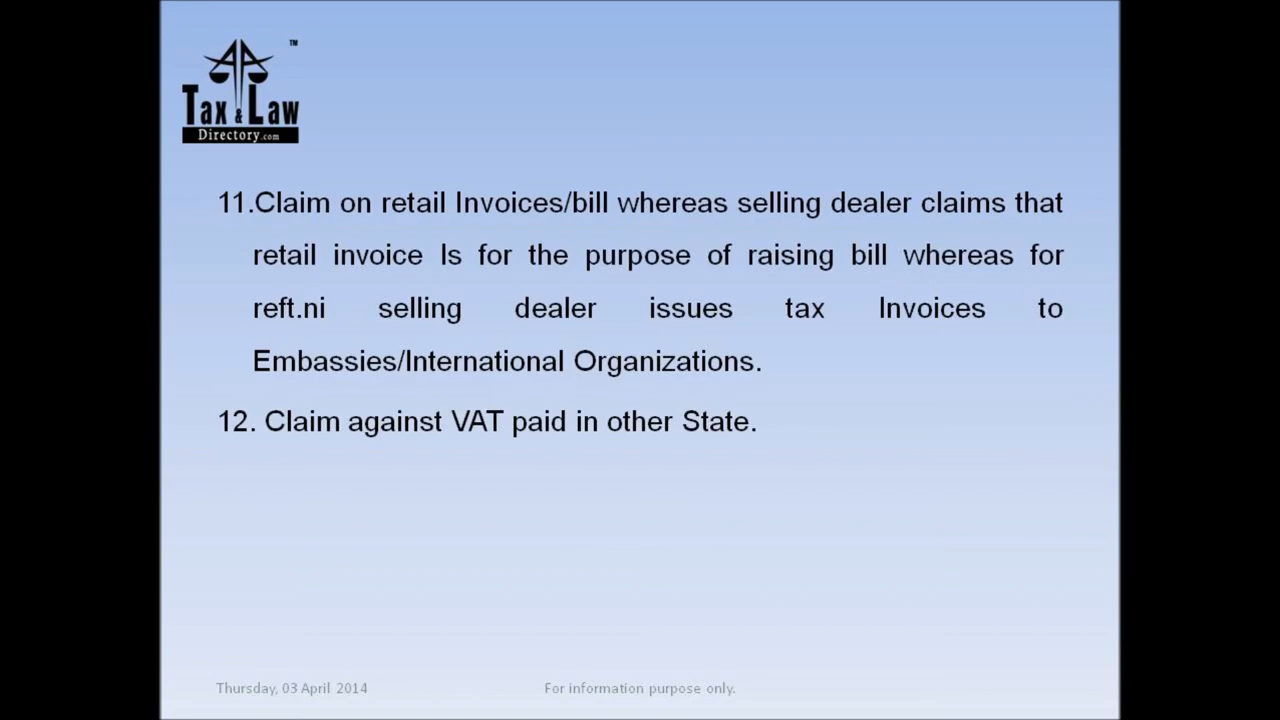 TM
Tax & Law
Directory.com
11.Claim on retail Invoices/bill whereas selling dealer claims that
retail invoice Is for the purpose of raising bill whereas for
reft.ni selling dealer issues tax Invoices to
Embassies/International Organizations.
12. Claim against VAT paid in other State.
Thursday, 03 April 2014 For information purpose only.